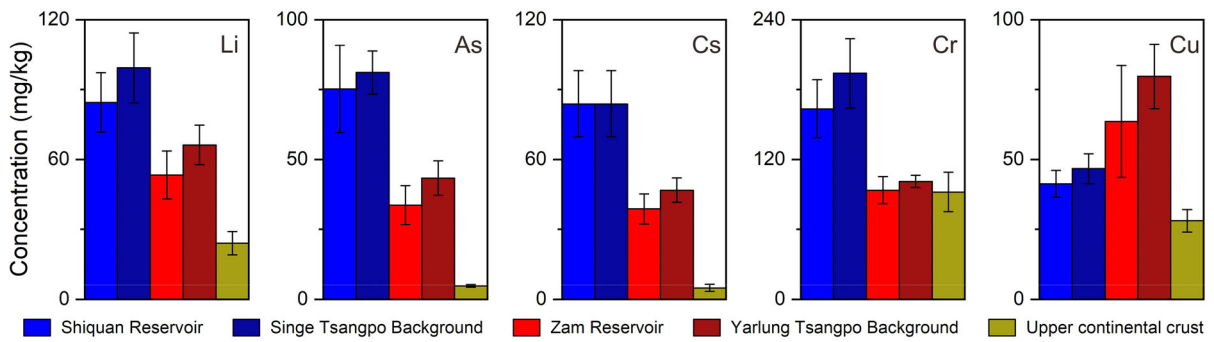 Concentration (mg/kg)
120
60
0
Li
100
50
0
As
120
60
0
Cs
240
120
0
Cr
100
50
0
Cu
Shiquan Reservoir
Singe Tsangpo Background
Zam Reservoir
Yarlung Tsangpo Background
Upper continental crust